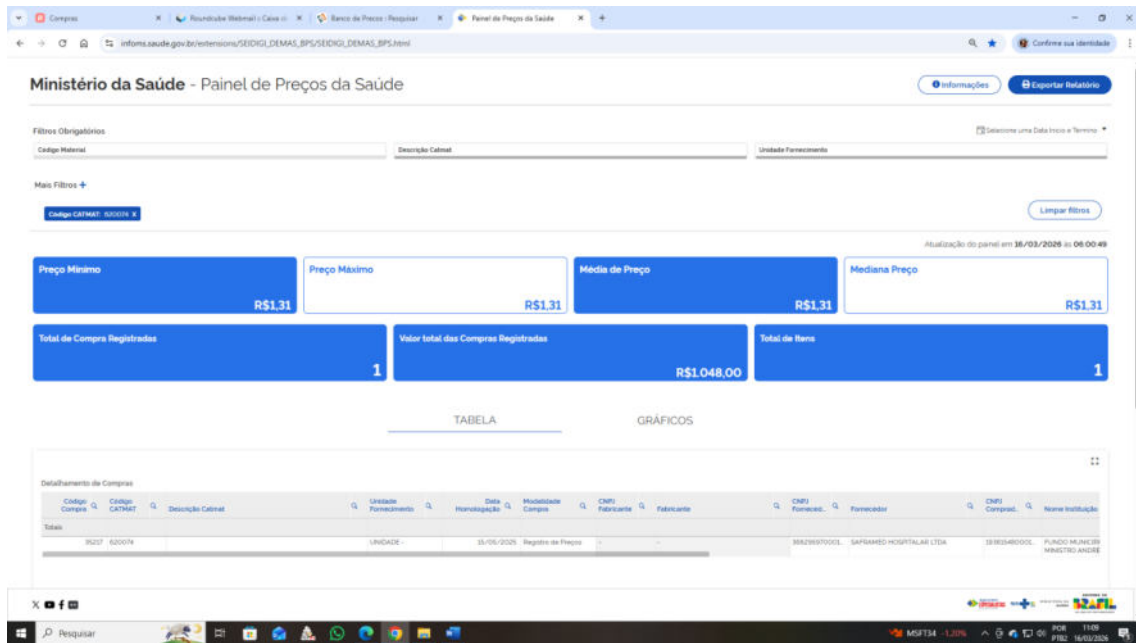 Compras
Roundcube Webmail :: Caixa
Banco de Preços | Pesquisar
Painel de Preços da Saúde
infoms.saude.gov.br/extensions/SEIDIGI_DEMAS_BPS/SEIDIGI_DEMAS_BPS.html
Confirme sua identidade
Ministério da Saúde - Painel de Preços da Saúde
Informações
Exportar Relatório
Filtros Obrigatórios
Selecione uma Data Início e Termino
Código Material
Descrição Catmat
Unidade Fornecimento
Mais Filtros +
Código CATMAT: 620074 X
Limpar filtros
Atualização do painel em 16/03/2026 às 06:00:49
Preço Mínimo
R$1,31
Preço Máximo
R$1,31
Média de Preço
R$1,31
Mediana Preço
R$1,31
Total de Compra Registradas
1
Valor total das Compras Registradas
R$1.048,00
Total de Itens
1
TABELA
GRÁFICOS
Detalhamento de Compras
Código Compra
Código CATMAT
Descrição Catmat
Unidade Fornecimento
Data Homologação
Modalidade Compra
CNPJ Fabricante
Fabricante
CNPJ Forneced...
Fornecedor
CNPJ Comprad...
Nome Instituição
Totais
620074
UNIDADE -
15/05/2025
Registro de Preços
-
-
SAFRAMED HOSPITALAR LTDA
FUNDO
MINISTRO ANDRE
BRASIL
Pesquisar
MSFT34 -1,20%
POR
PTB2
11:09
16/03/2026